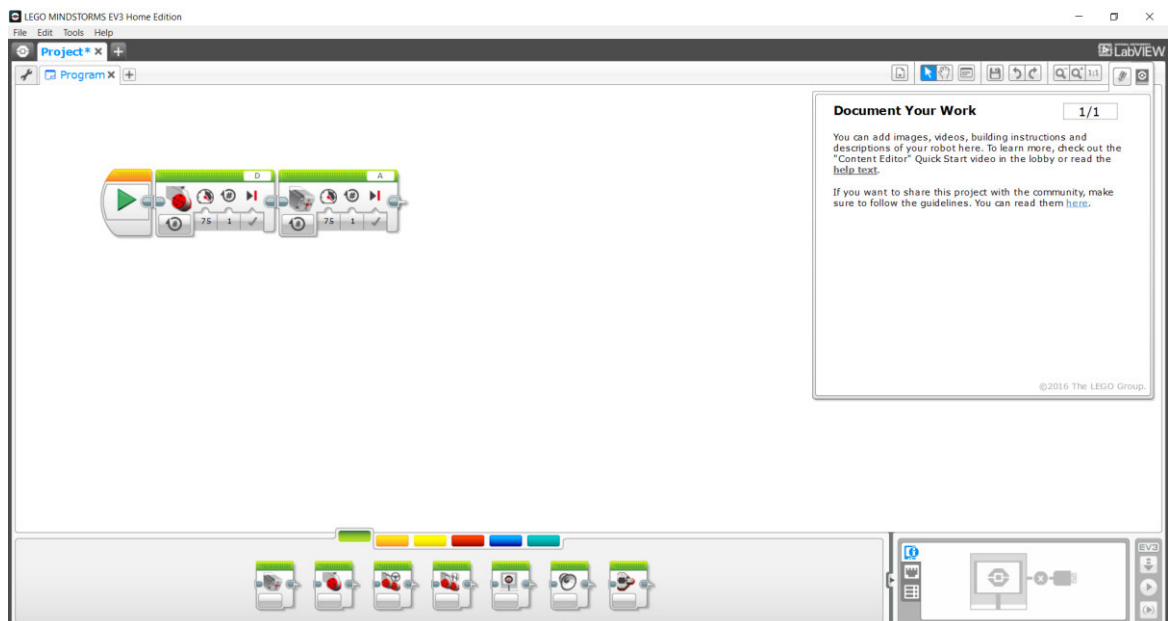 LEGO MINDSTORMS EV3 Home Edition
File Edit Tools Help
Project* ×
LabVIEW
Program ×
1:1
Document Your Work
1/1
You can add images, videos, building instructions and
descriptions of your robot here. To learn more, check out the
"Content Editor" Quick Start video in the lobby or read the
help text.
If you want to share this project with the community, make
sure to follow the guidelines. You can read them here.
D
A
75 1
75 1
©2016 The LEGO Group.
EV3